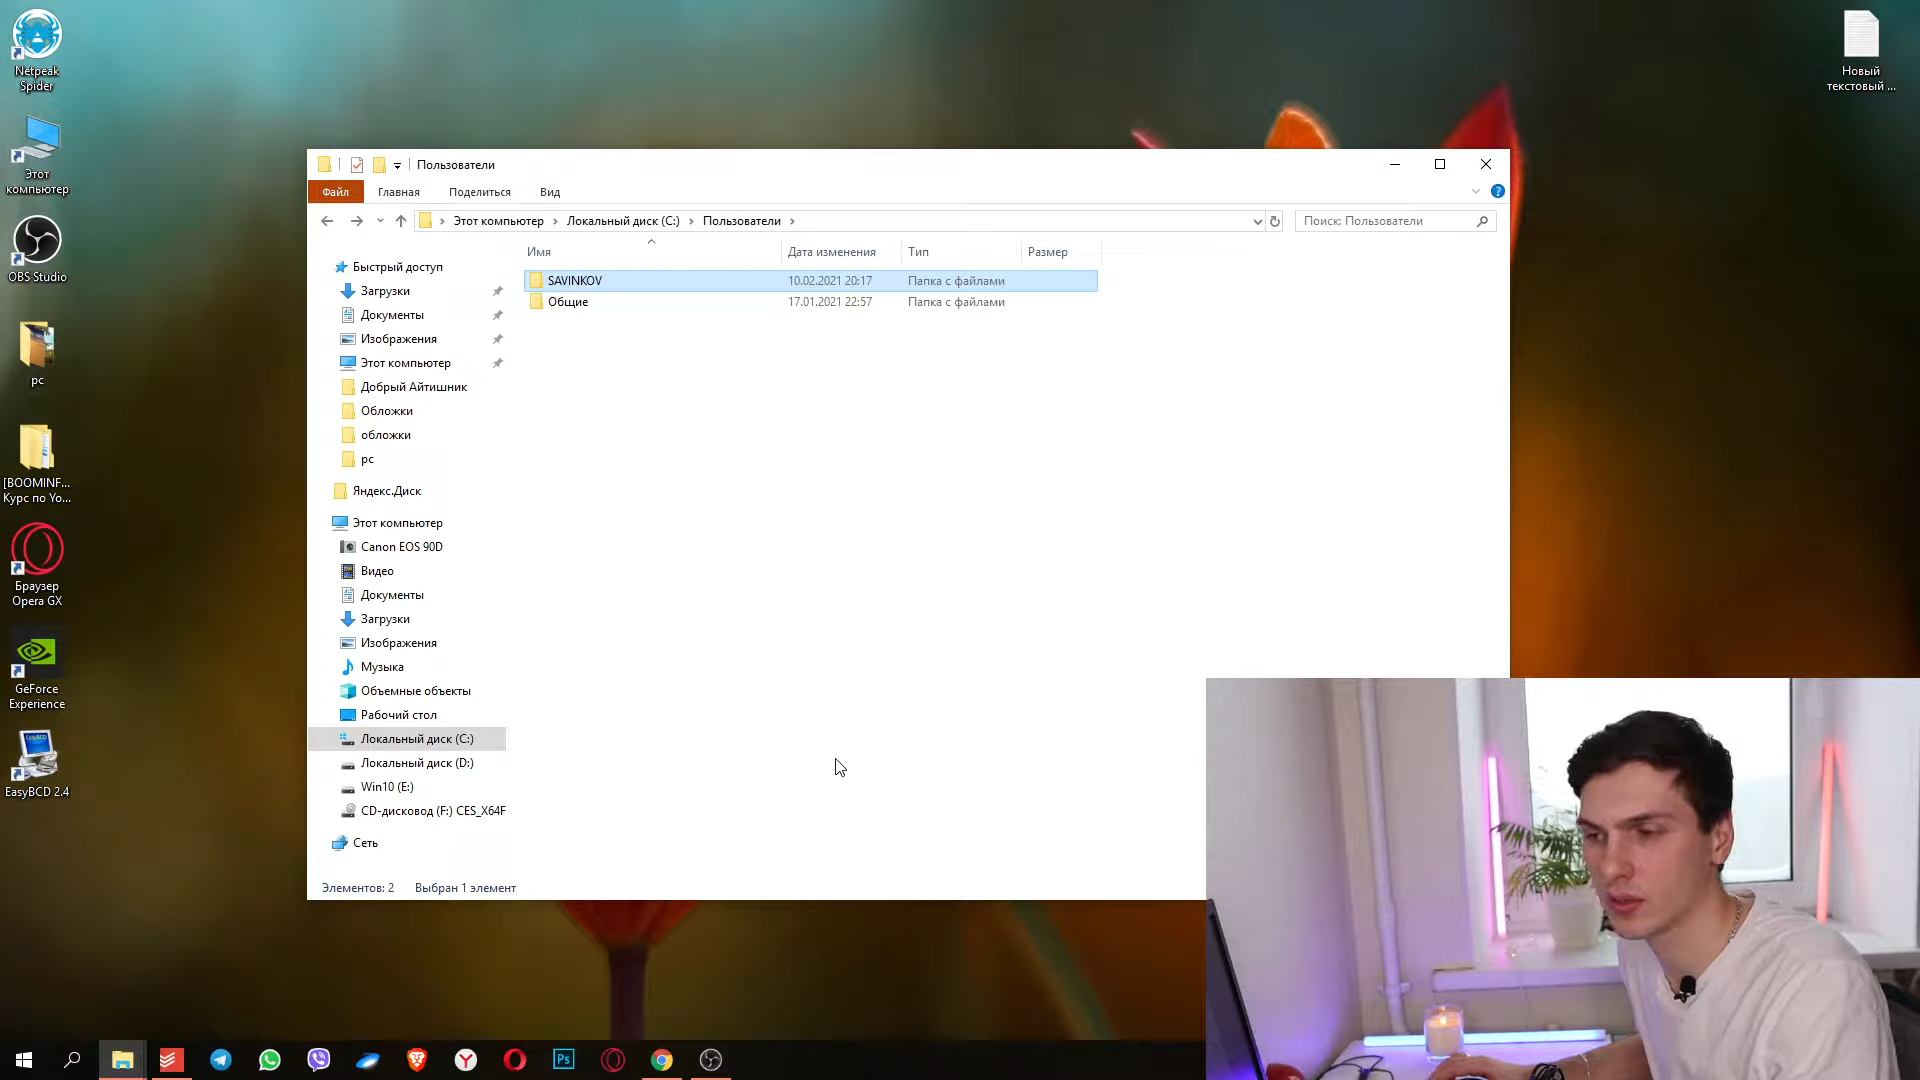 Netpeak
Spider
Этот
компьютер
OBS Studio
pc
[BOOMINF...
Курс по Yo...
Браузер
Opera GX
GeForce
Experience
EasyBCD 2.4
Новый
текстовый ...
Пользователи
Файл
Главная
Поделиться
Вид
Этот компьютер
Локальный диск (C:)
Пользователи
Поиск: Пользователи
Имя
Дата изменения
Тип
Размер
SAVINKOV 10.02.2021 20:17 Папка с файлами
Общие 17.01.2021 22:57 Папка с файлами
Быстрый доступ
Загрузки
Документы
Изображения
Этот компьютер
Добрый Айтишник
Обложки
обложки
pc
Яндекс.Диск
Этот компьютер
Canon EOS 90D
Видео
Документы
Загрузки
Изображения
Музыка
Объемные объекты
Рабочий стол
Локальный диск (C:)
Локальный диск (D:)
Win10 (E:)
CD-дисковод (F:) CES_X64F
Сеть
Элементов: 2 Выбран 1 элемент
Ps